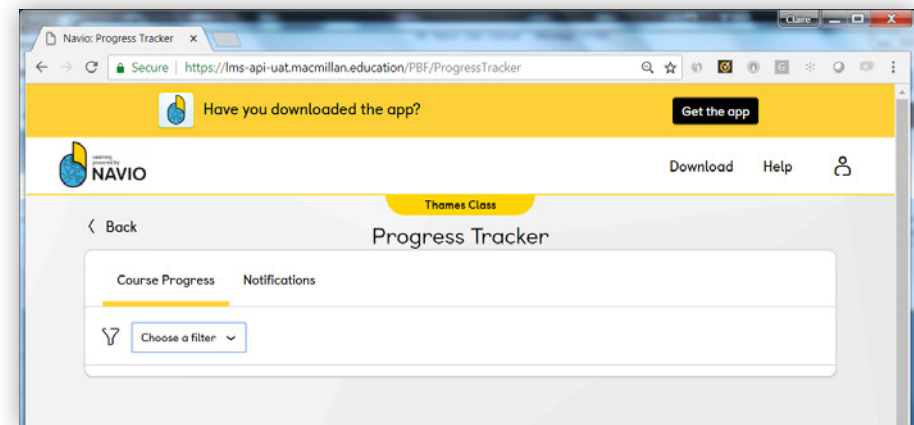 Claire
Navio: Progress Tracker
Secure | https://lms-api-uat.macmillan.education/PBF/ProgressTracker
Have you downloaded the app?
Get the app
Learning
powered by
NAVIO
Download Help
Thames Class
Back
Progress Tracker
Course Progress Notifications
Choose a filter